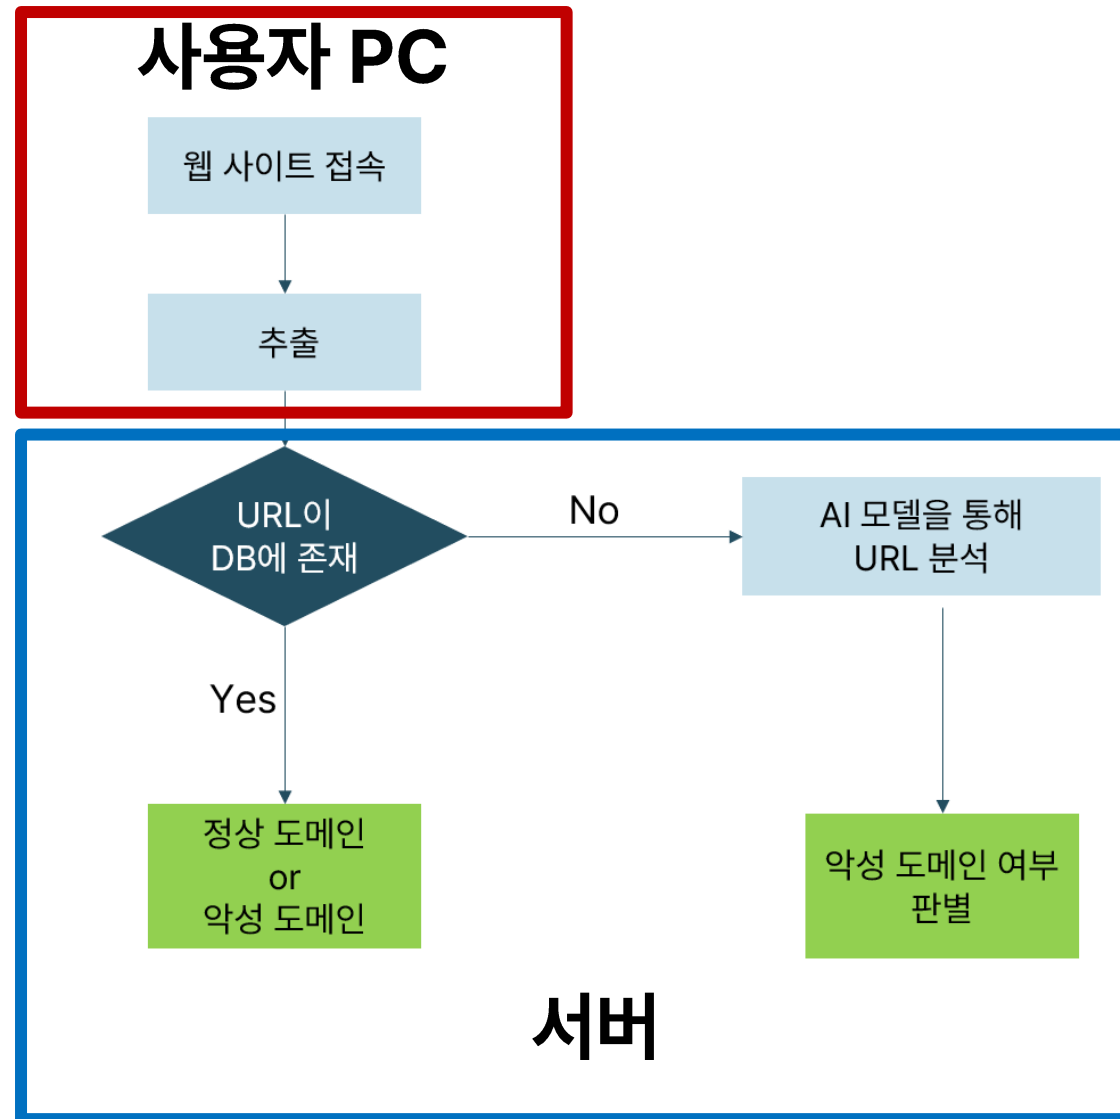 사용자 PC
웹 사이트 접속
추출
URL이
DB에 존재
No
AI 모델을 통해
URL 분석
Yes
정상 도메인
or
악성 도메인
악성 도메인 여부
판별
서버